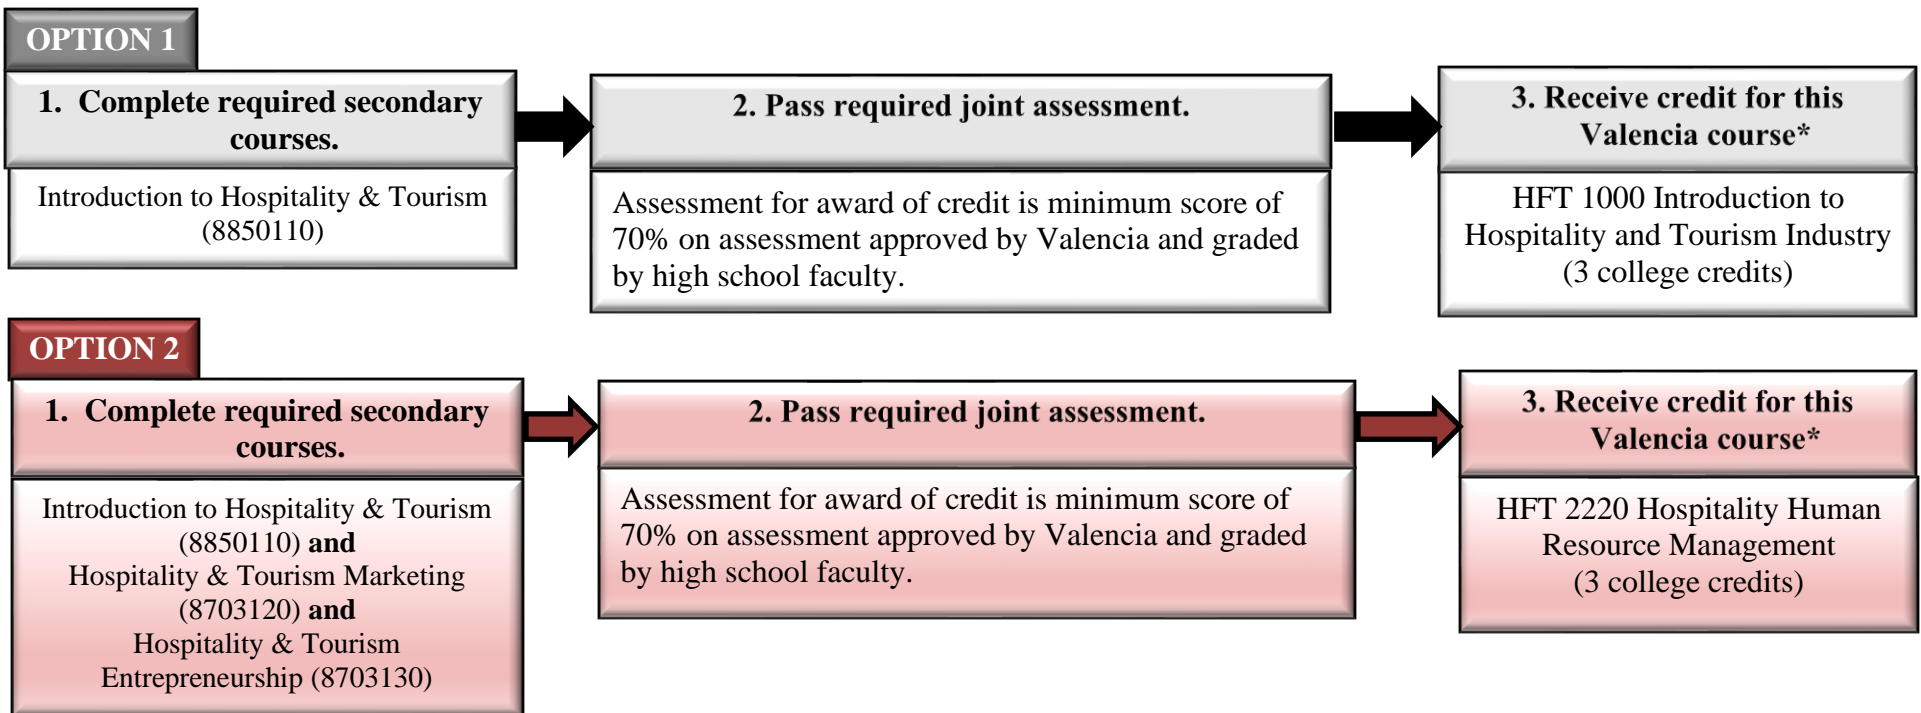 OPTION 1
1. Complete required secondary
courses.
Introduction to Hospitality & Tourism
(8850110)
2. Pass required joint assessment.
Assessment for award of credit is minimum score of
70% on assessment approved by Valencia and graded
by high school faculty.
3. Receive credit for this
Valencia course*
HFT 1000 Introduction to
Hospitality and Tourism Industry
(3 college credits)
OPTION 2
1. Complete required secondary
courses.
Introduction to Hospitality & Tourism
(8850110) and
Hospitality & Tourism Marketing
(8703120) and
Hospitality & Tourism
Entrepreneurship (8703130)
2. Pass required joint assessment.
Assessment for award of credit is minimum score of
70% on assessment approved by Valencia and graded
by high school faculty.
3. Receive credit for this
Valencia course*
HFT 2220 Hospitality Human
Resource Management
(3 college credits)